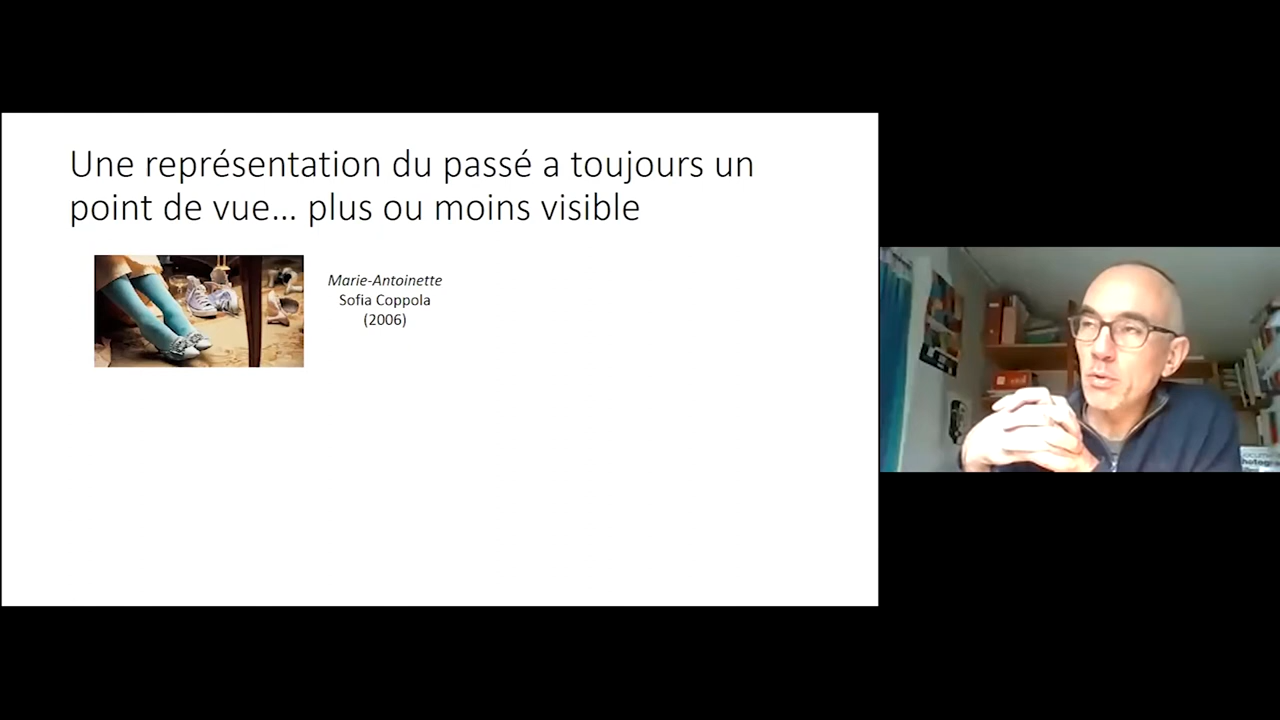 Une représentation du passé a toujours un
point de vue... plus ou moins visible
Marie-Antoinette
Sofia Coppola
(2006)